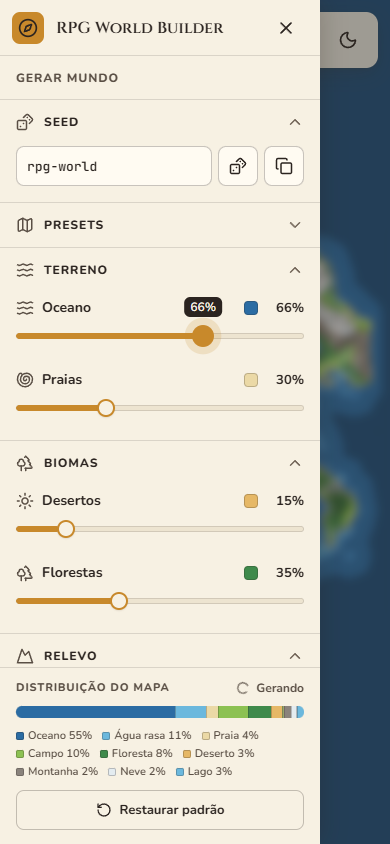 RPG WORLD BUILDER
GERAR MUNDO
SEED
rpg-world
PRESETS
TERRENO
Oceano 66% 66%
Praias 30%
BIOMAS
Desertos 15%
Florestas 35%
RELEVO
DISTRIBUIÇÃO DO MAPA Gerando
Oceano 55% Água rasa 11% Praia 4%
Campo 10% Floresta 8% Deserto 3%
Montanha 2% Neve 2% Lago 3%
Restaurar padrão